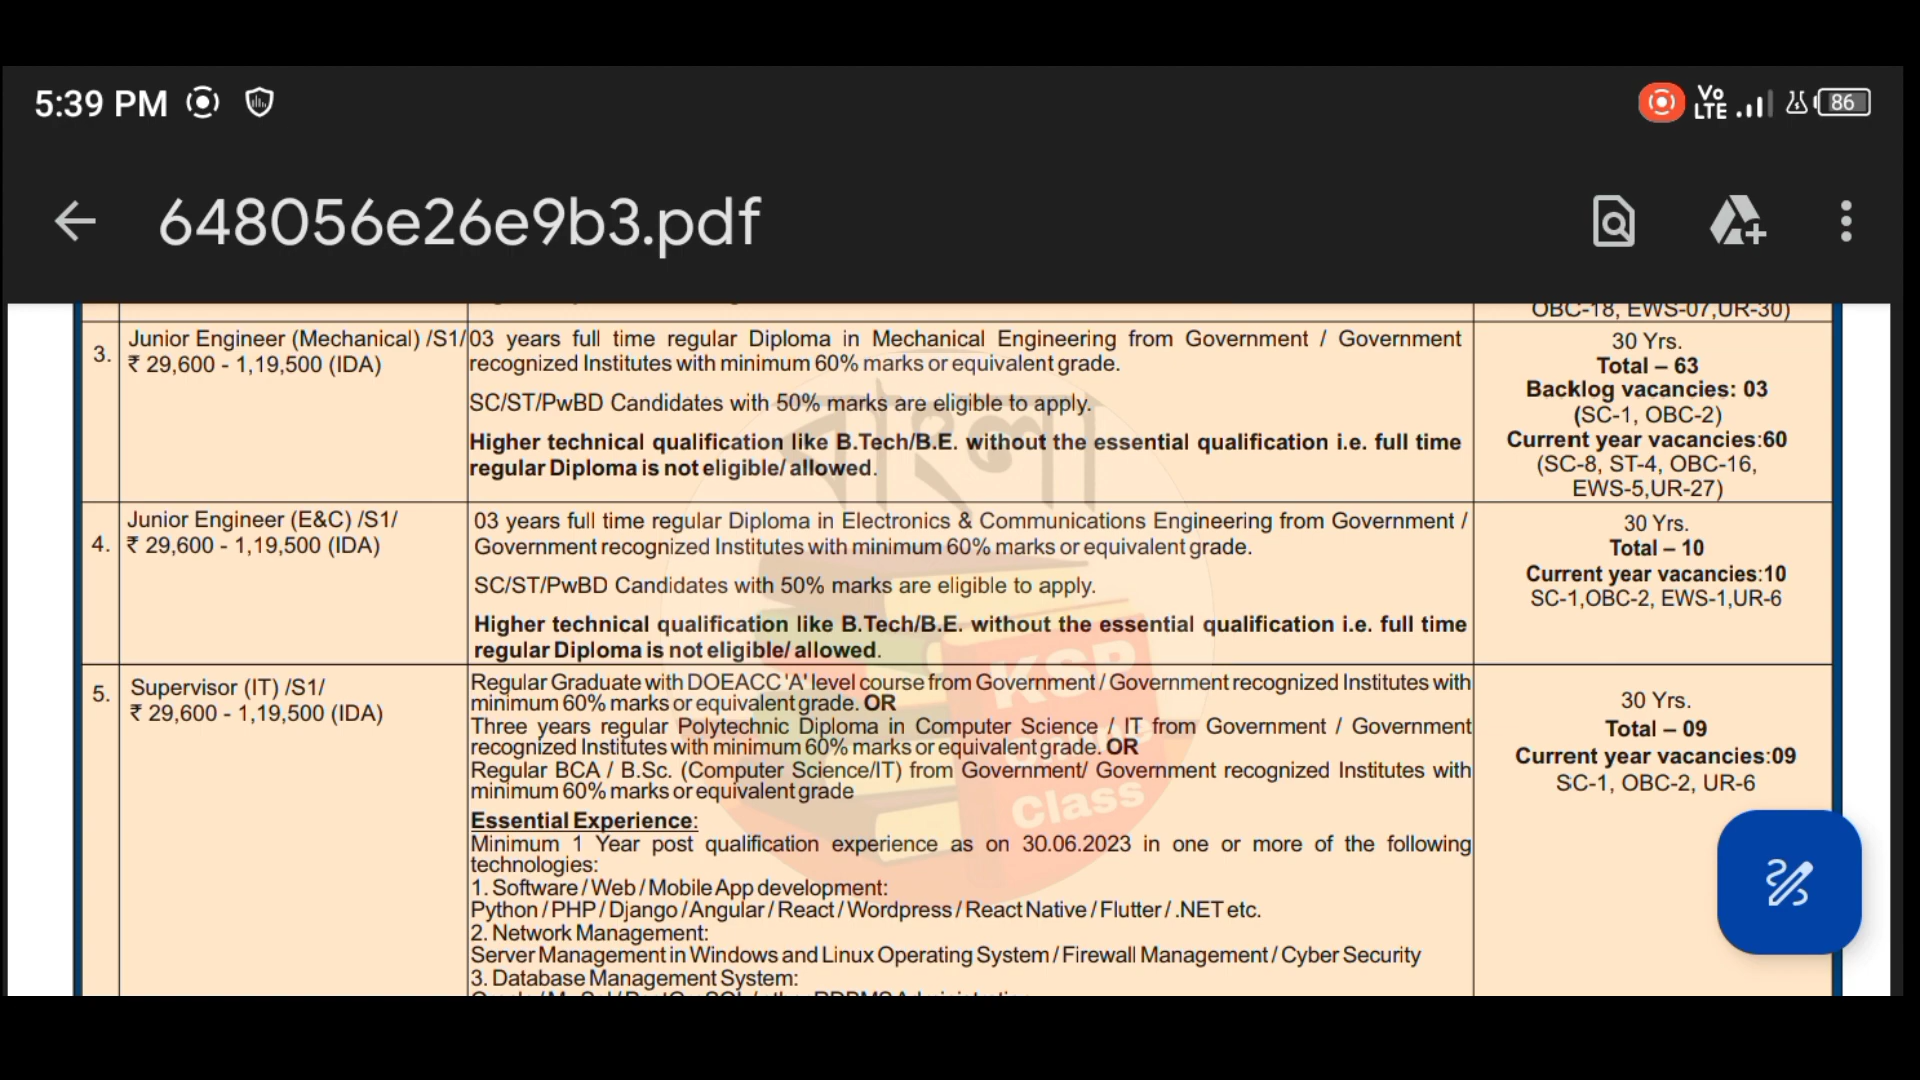 5:39 PM
Vo LTE 86
648056e26e9b3.pdf
OBC-18, EWS-07,UR-30)
3.
Junior Engineer (Mechanical) /S1/
₹ 29,600 - 1,19,500 (IDA)
03 years full time regular Diploma in Mechanical Engineering from Government / Government
recognized Institutes with minimum 60% marks or equivalent grade.
SC/ST/PwBD Candidates with 50% marks are eligible to apply.
Higher technical qualification like B.Tech/B.E. without the essential qualification i.e. full time
regular Diploma is not eligible/ allowed.
30 Yrs.
Total – 63
Backlog vacancies: 03
(SC-1, OBC-2)
Current year vacancies:60
(SC-8, ST-4, OBC-16,
EWS-5,UR-27)
4.
Junior Engineer (E&C) /S1/
₹ 29,600 - 1,19,500 (IDA)
03 years full time regular Diploma in Electronics & Communications Engineering from Government /
Government recognized Institutes with minimum 60% marks or equivalent grade.
SC/ST/PwBD Candidates with 50% marks are eligible to apply.
Higher technical qualification like B.Tech/B.E. without the essential qualification i.e. full time
regular Diploma is not eligible/ allowed.
30 Yrs.
Total – 10
Current year vacancies:10
SC-1,OBC-2, EWS-1,UR-6
5.
Supervisor (IT) /S1/
₹ 29,600 - 1,19,500 (IDA)
Regular Graduate with DOEACC 'A' level course from Government / Government recognized Institutes with
minimum 60% marks or equivalent grade. OR
Three years regular Polytechnic Diploma in Computer Science / IT from Government / Government
recognized Institutes with minimum 60% marks or equivalent grade. OR
Regular BCA / B.Sc. (Computer Science/IT) from Government/ Government recognized Institutes with
minimum 60% marks or equivalent grade
Essential Experience:
Minimum 1 Year post qualification experience as on 30.06.2023 in one or more of the following
technologies:
1. Software / Web / Mobile App development:
Python / PHP / Django / Angular / React / Wordpress / React Native / Flutter / .NET etc.
2. Network Management:
Server Management in Windows and Linux Operating System / Firewall Management / Cyber Security
3. Database Management System:
30 Yrs.
Total – 09
Current year vacancies:09
SC-1, OBC-2, UR-6
বাংলা
KSP
Online
Class